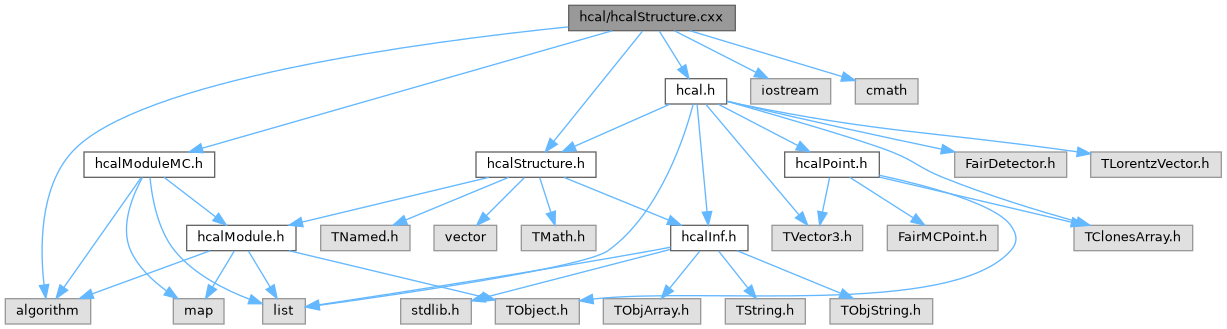 hcal/hcalStructure.cxx
hcal.h
iostream
cmath
hcalModuleMC.h
hcalStructure.h
hcalPoint.h
FairDetector.h
TLorentzVector.h
hcalModule.h
TNamed.h
vector
TMath.h
hcalInf.h
TVector3.h
FairMCPoint.h
TClonesArray.h
algorithm
map
list
stdlib.h
TObject.h
TObjArray.h
TString.h
TObjString.h